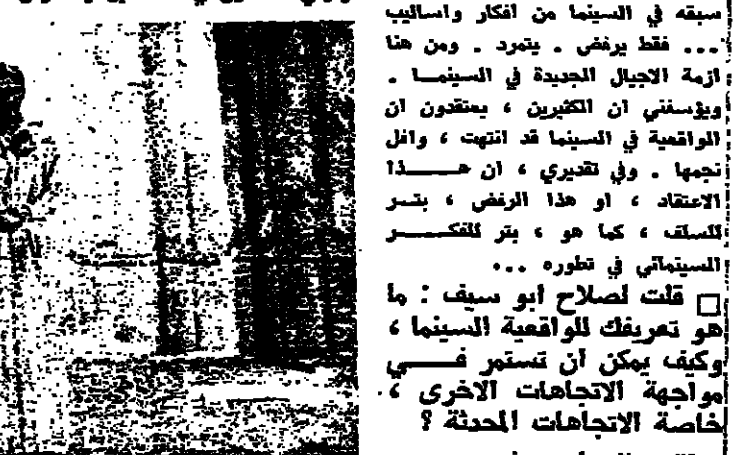 سبقه في السينما من افكار واساليب
... فقط يرفض . يتمرد . ومن هنا
ازمة الاجيال الجديدة في السينمـا .
ويؤسفني ان الكثيرين ، يعتقدون ان
الواقعية في السينما قد انتهت ، وافل
نجمها . وفي تقديري ، ان هـــذا
الاعتقاد ، او هذا الرفض ، بتـر
للسلف ، كما هو ، بتر للفكـــر
السينمائي في تطوره ...
□ قلت لصلاح ابو سيف : ما
هو تعريفك للواقعية السينما ،
وكيف يمكن أن تستمر فـــي
مواجهة الاتجاهات الاخرى ،
خاصة الاتجاهات المحدثة ؟